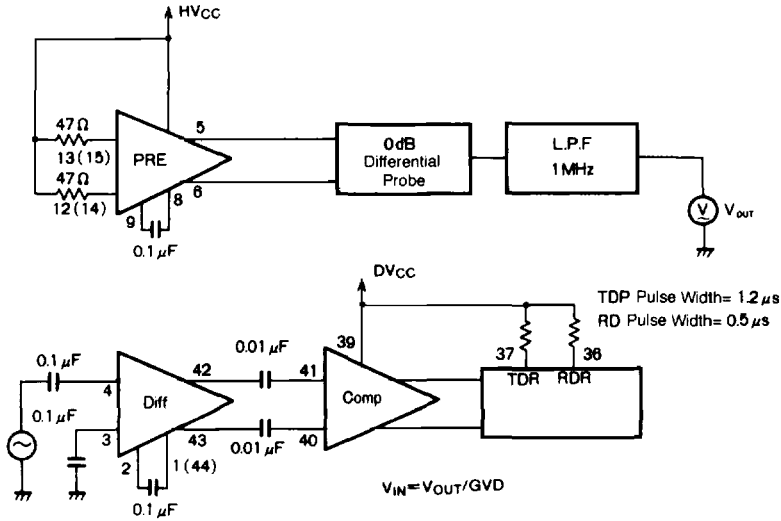 HVCC
47Ω
13(15)
47Ω
12(14)
PRE
5
6
8
9
0.1μF
0dB
Differential
Probe
L.P.F
1MHz
V
VOUT
DVCC
TDP Pulse Width= 1.2μs
RD Pulse Width= 0.5μs
0.1μF
0.1μF
4
3
2
1(44)
Diff
42
43
0.1μF
0.01μF
0.01μF
41
40
39
Comp
37
36
TDR
RDR
VIN=VOUT/GVD